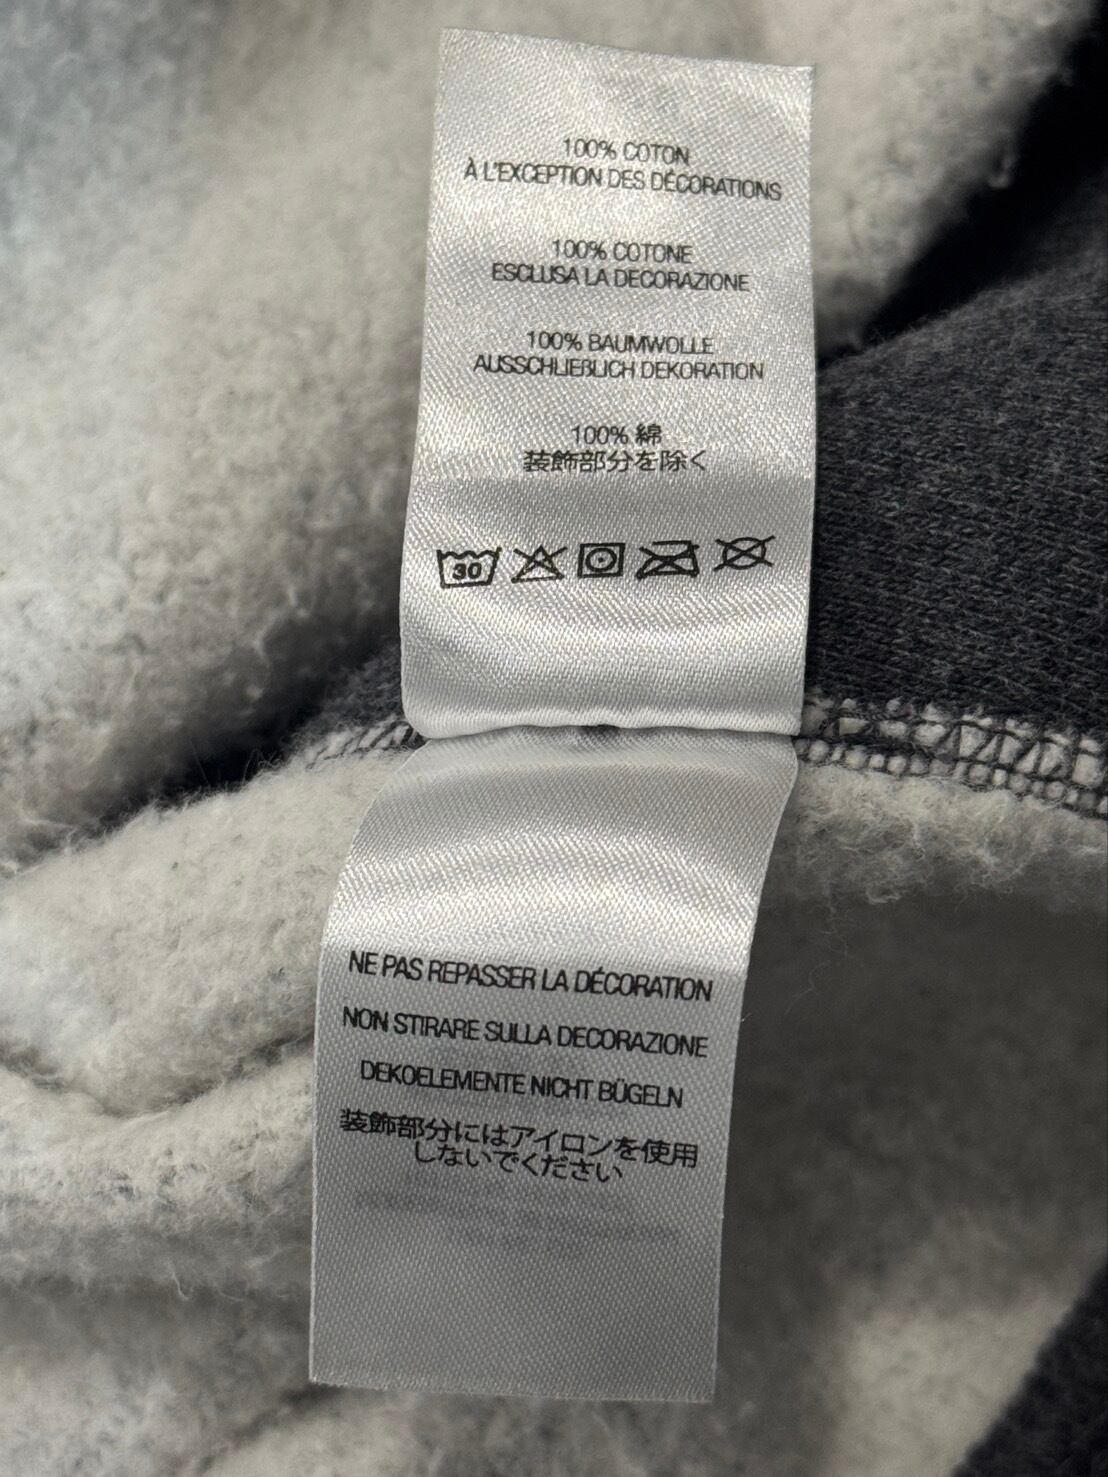 100% COTON
À L'EXCEPTION DES DÉCORATIONS
100% COTONE
ESCLUSA LA DECORAZIONE
100% BAUMWOLLE
AUSSCHLIEßLICH DEKORATION
100% 綿
装飾部分を除く
30
NE PAS REPASSER LA DÉCORATION
NON STIRARE SULLA DECORAZIONE
DEKOELEMENTE NICHT BÜGELN
装飾部分にはアイロンを使用
しないでください